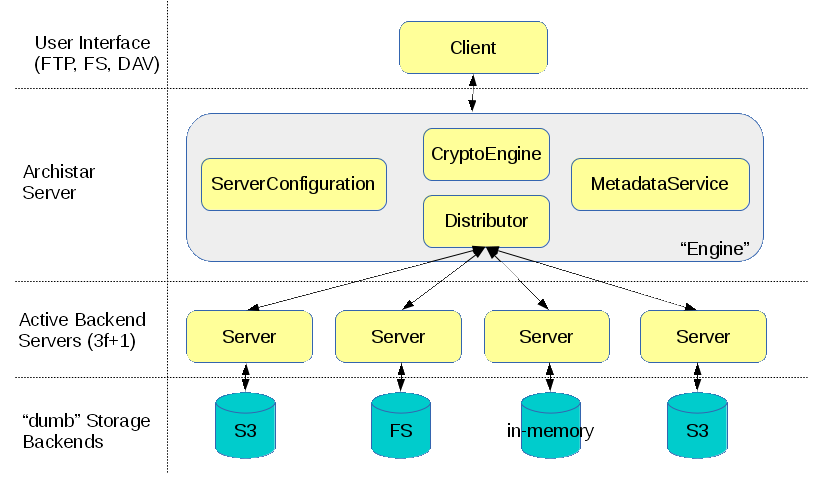 User Interface
(FTP, FS, DAV)
Client
Archistar
Server
ServerConfiguration
CryptoEngine
MetadataService
Distributor
“Engine”
Active Backend
Servers (3f+1)
Server
Server
Server
Server
“dumb” Storage
Backends
S3
FS
in-memory
S3